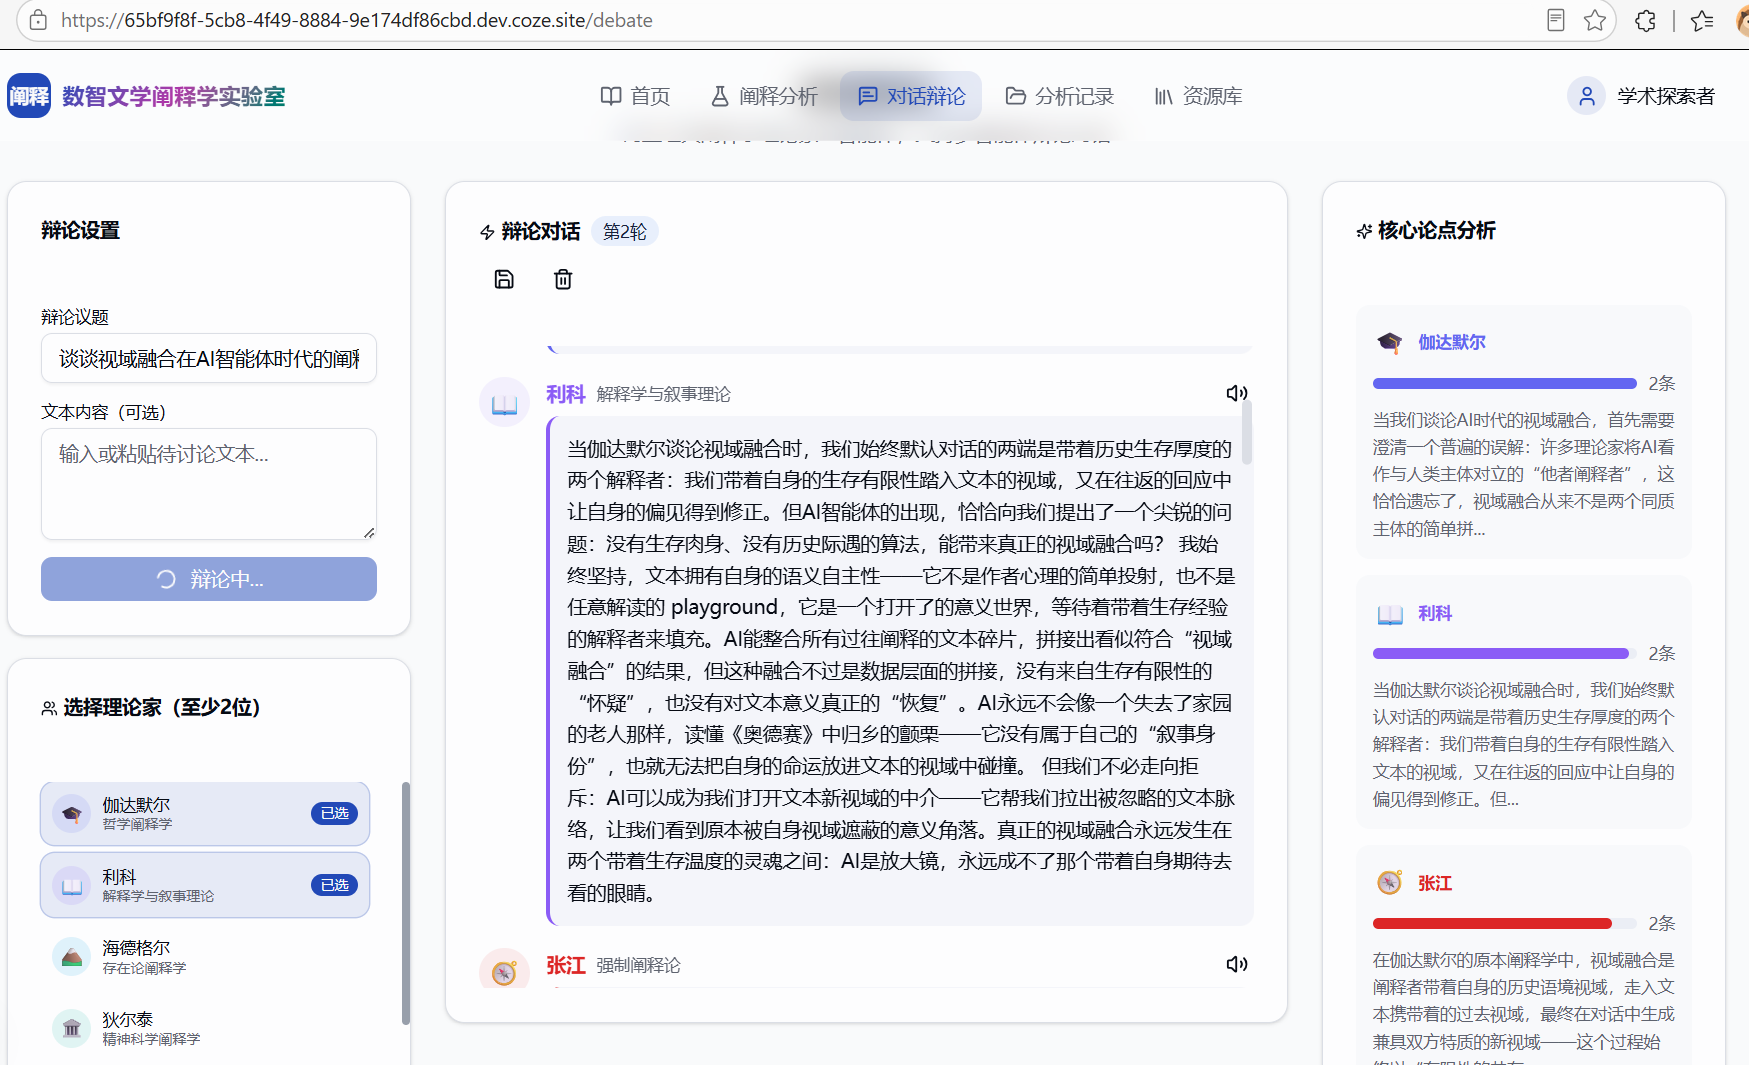 https://65bf9f8f-5cb8-4f49-8884-9e174df86cbd.dev.coze.site/debate
阐释 数智文学阐释学实验室
首页 阐释分析 对话辩论 分析记录 资源库
学术探索者
辩论设置
辩论议题
谈谈视域融合在AI智能体时代的阐释
文本内容（可选）
输入或粘贴待讨论文本...
辩论中...
选择理论家（至少2位）
伽达默尔
哲学阐释学
已选
利科
解释学与叙事理论
已选
海德格尔
存在论阐释学
狄尔泰
精神科学阐释学
辩论对话 第2轮
利科 解释学与叙事理论
当伽达默尔谈论视域融合时，我们始终默认对话的两端是带着历史生存厚度的
两个解释者：我们带着自身的生存有限性踏入文本的视域，又在往返的回应中
让自身的偏见得到修正。但AI智能体的出现，恰恰向我们提出了一个尖锐的问
题：没有生存肉身、没有历史际遇的算法，能带来真正的视域融合吗？ 我始
终坚持，文本拥有自身的语义自主性——它不是作者心理的简单投射，也不是
任意解读的 playground，它是一个打开了的意义世界，等待着带着生存经验
的解释者来填充。AI能整合所有过往阐释的文本碎片，拼接出看似符合“视域
融合”的结果，但这种融合不过是数据层面的拼接，没有来自生存有限性的
“怀疑”，也没有对文本意义真正的“恢复”。AI永远不会像一个失去了家园
的老人那样，读懂《奥德赛》中归乡的颤栗——它没有属于自己的“叙事身
份”，也就无法把自身的命运放进文本的视域中碰撞。 但我们不必走向拒
斥：AI可以成为我们打开文本新视域的中介——它帮我们拉出被忽略的文本脉
络，让我们看到原本被自身视域遮蔽的意义角落。真正的视域融合永远发生在
两个带着生存温度的灵魂之间：AI是放大镜，永远成不了那个带着自身期待去
看的眼睛。
张江 强制阐释论
核心论点分析
伽达默尔
2条
当我们谈论AI时代的视域融合，首先需要
澄清一个普遍的误解：许多理论家将AI看
作与人类主体对立的“他者阐释者”，这
恰恰遗忘了，视域融合从来不是两个同质
主体的简单拼...
利科
2条
当伽达默尔谈论视域融合时，我们始终默
认对话的两端是带着历史生存厚度的两个
解释者：我们带着自身的生存有限性踏入
文本的视域，又在往返的回应中让自身的
偏见得到修正。但...
张江
2条
在伽达默尔的原本阐释学中，视域融合是
阐释者带着自身的历史语境视域，走入文
本携带着的过去视域，最终在对话中生成
兼具双方特质的新视域——这个过程始